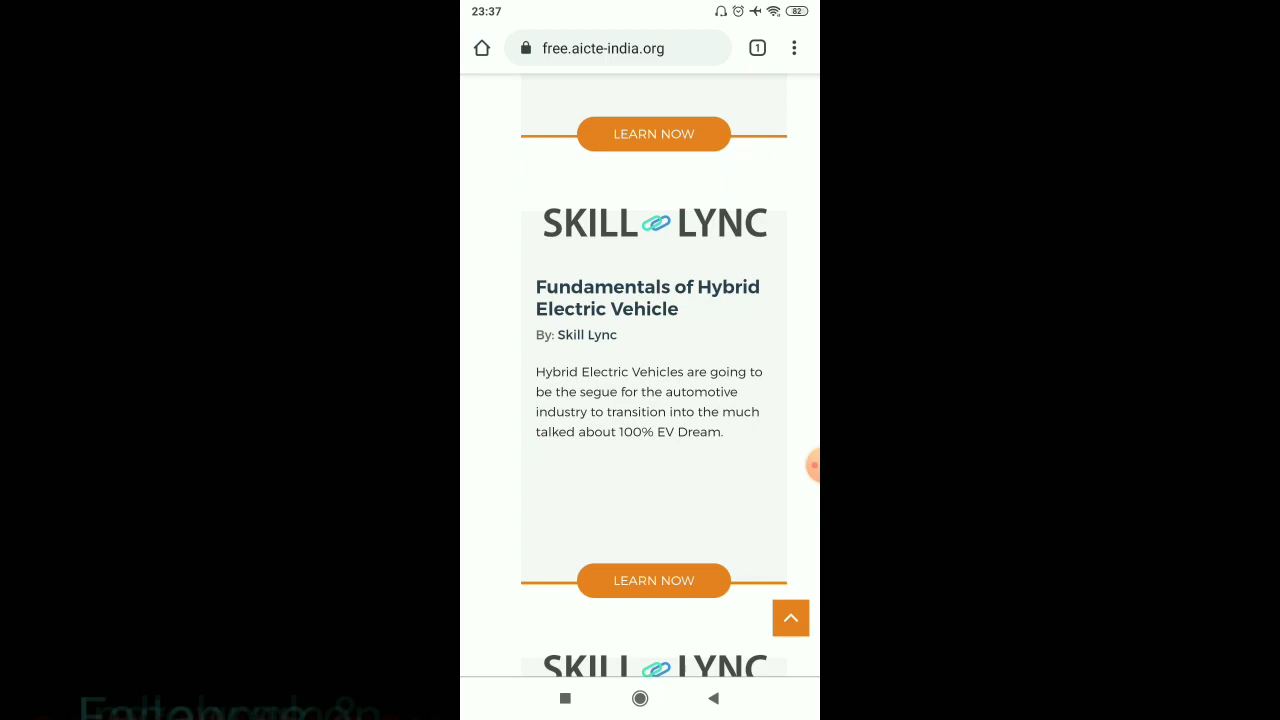 23:37
82
free.aicte-india.org
1
LEARN NOW
SKILL LYNC
Fundamentals of Hybrid
Electric Vehicle
By: Skill Lync
Hybrid Electric Vehicles are going to
be the segue for the automotive
industry to transition into the much
talked about 100% EV Dream.
LEARN NOW
SKILL LYNC